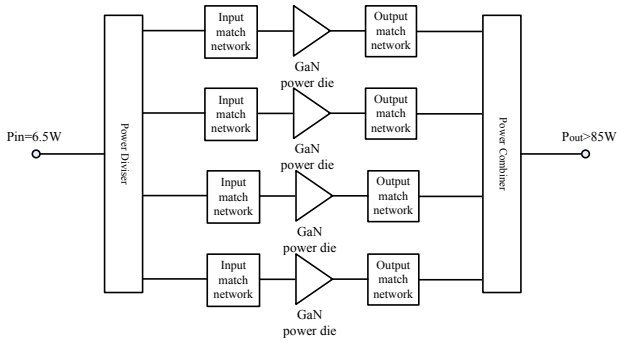 Input
match
network
Output
match
network
GaN
power die
Input
match
network
Output
match
network
GaN
power die
Pin=6.5W
Power Diviser
Power Combiner
Pout>85W
Input
match
network
Output
match
network
GaN
power die
Input
match
network
Output
match
network
GaN
power die